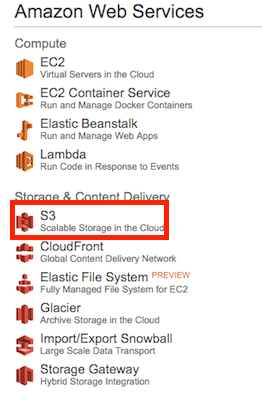 Amazon Web Services
Compute
EC2
Virtual Servers in the Cloud
EC2 Container Service
Run and Manage Docker Containers
Elastic Beanstalk
Run and Manage Web Apps
Lambda
Run Code in Response to Events
Storage & Content Delivery
S3
Scalable Storage in the Cloud
CloudFront
Global Content Delivery Network
Elastic File System PREVIEW
Fully Managed File System for EC2
Glacier
Archive Storage in the Cloud
Import/Export Snowball
Large Scale Data Transport
Storage Gateway
Hybrid Storage Integration